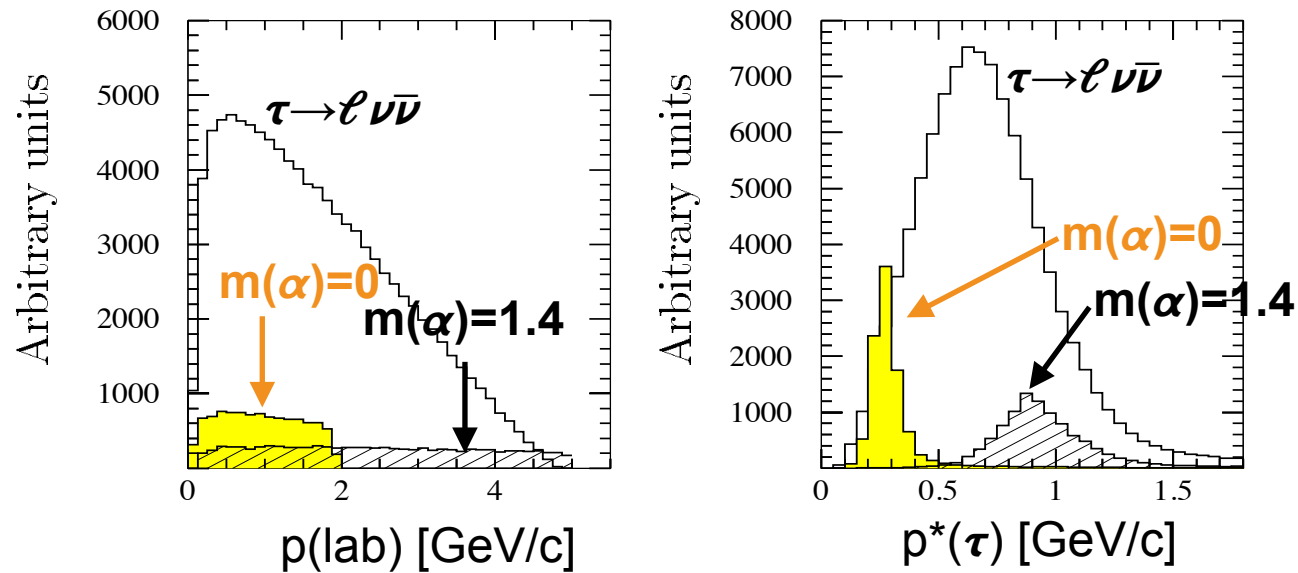 6000
5000
4000
3000
2000
1000
0
2
4
Arbitrary units
τ→ℓνν̄
m(α)=0
m(α)=1.4
p(lab) [GeV/c]
8000
7000
6000
5000
4000
3000
2000
1000
0
0.5
1
1.5
Arbitrary units
τ→ℓνν̄
m(α)=0
m(α)=1.4
p*(τ) [GeV/c]